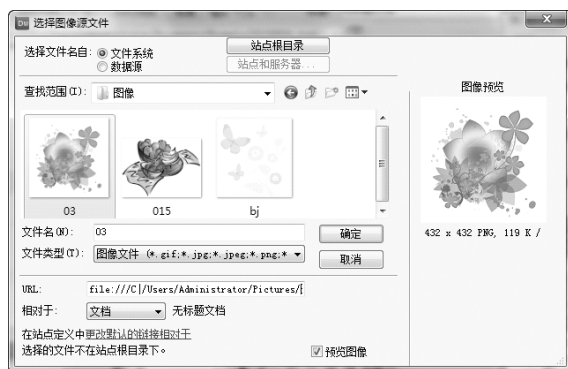 Dw 选择图像源文件
选择文件名自: 文件系统 站点根目录
数据源 站点和服务器...
查找范围(I): 图像
图像预览
03 015 bj
文件名(N): 03 确定
432 x 432 PNG, 119 K /
文件类型(T): 图像文件 (*.gif;*.jpg;*.jpeg;*.png;* 取消
URL: file:///C|/Users/Administrator/Pictures/
相对于: 文档 无标题文档
在站点定义中更改默认的链接相对于
选择的文件不在站点根目录下。 预览图像